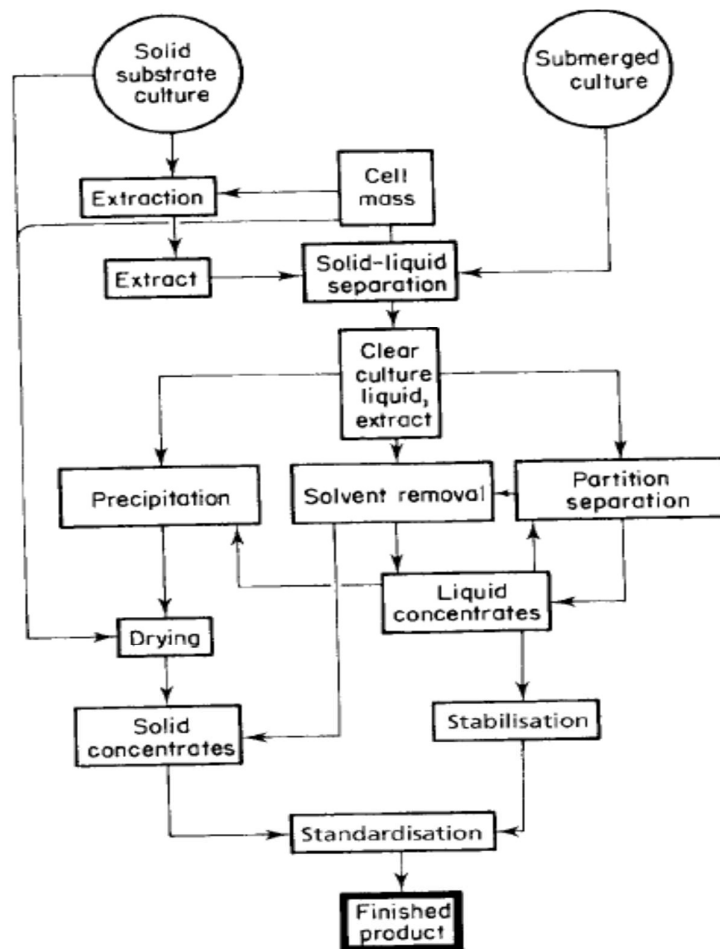 Solid
substrate
culture
Submerged
culture
Cell
mass
Extraction
Extract
Solid-liquid
separation
Clear
culture
liquid,
extract
Precipitation
Solvent removal
Partition
separation
Liquid
concentrates
Drying
Solid
concentrates
Stabilisation
Standardisation
Finished
product